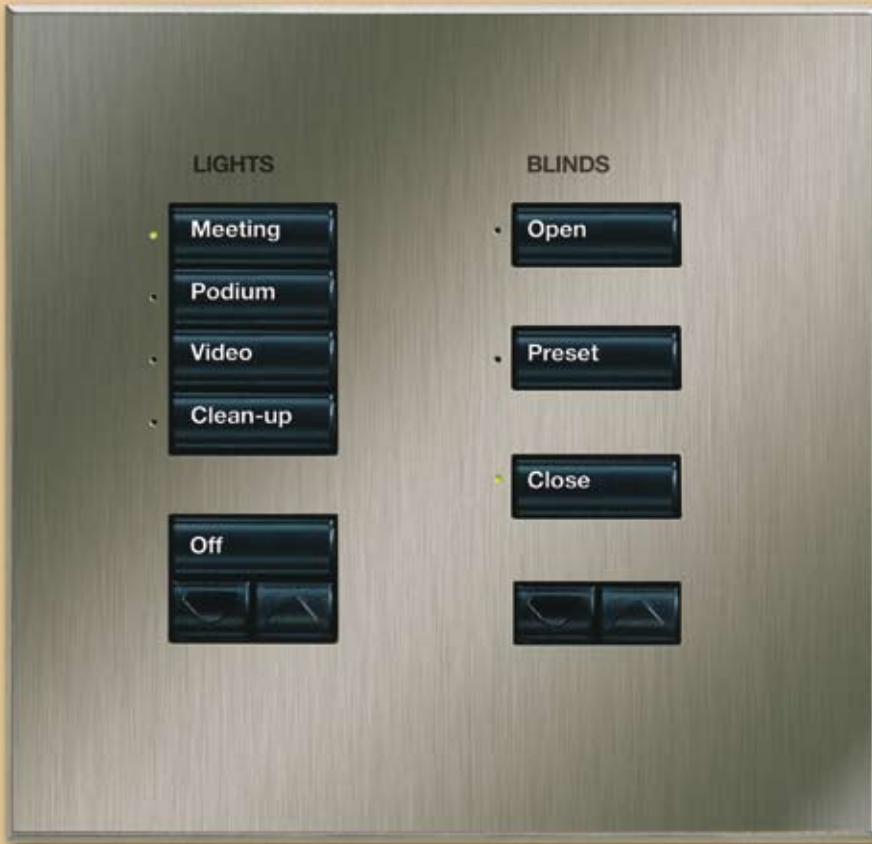 LIGHTS
Meeting
Podium
Video
Clean-up
Off
BLINDS
Open
Preset
Close